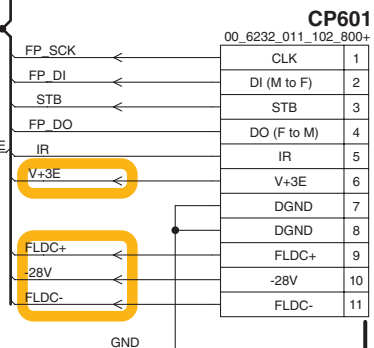 CP601
00_6232_011_102_800+
FP_SCK CLK 1
FP_DI DI (M to F) 2
STB STB 3
FP_DO DO (F to M) 4
E IR IR 5
V+3E V+3E 6
DGND 7
DGND 8
FLDC+ FLDC+ 9
-28V -28V 10
FLDC- FLDC- 11
GND